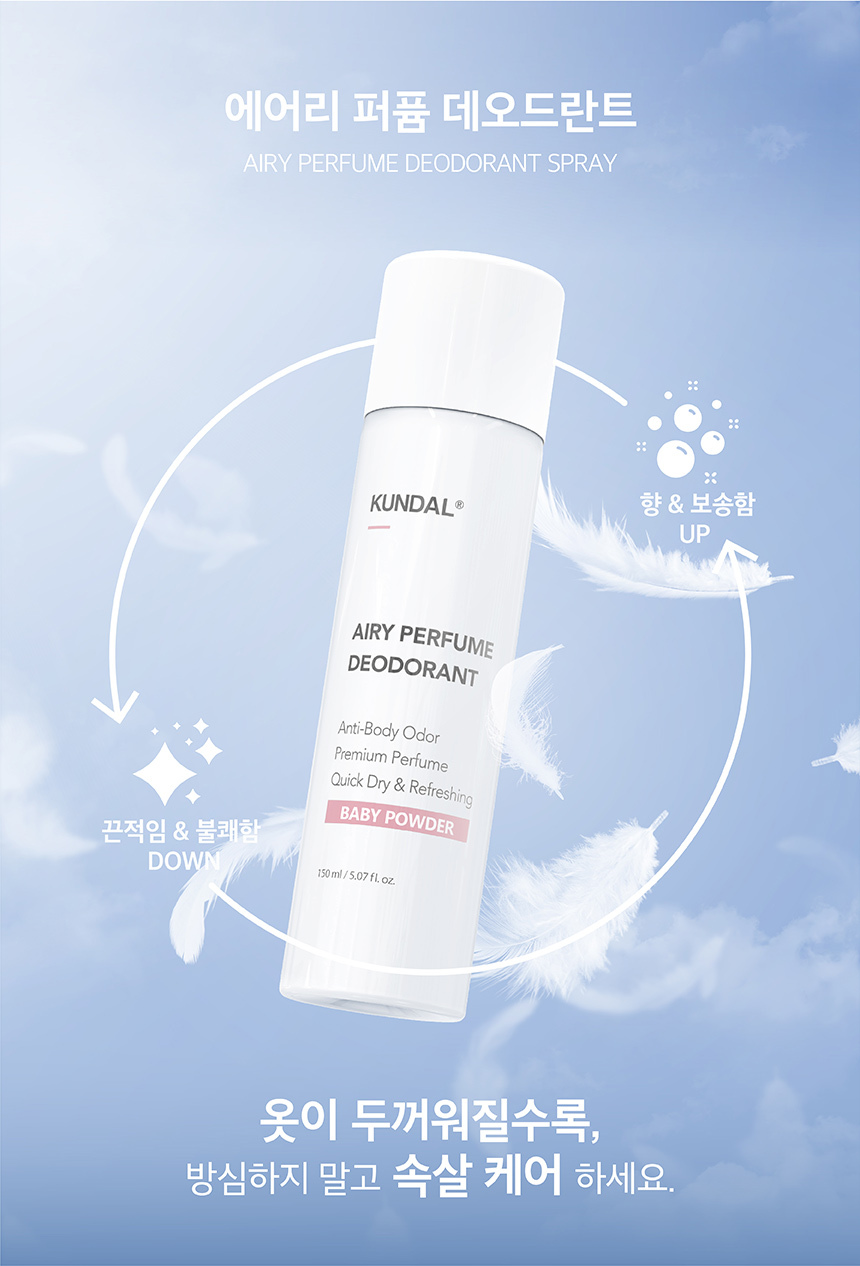 에어리 퍼퓸 데오드란트
AIRY PERFUME DEODORANT SPRAY
향 & 보송함
UP
KUNDAL®
AIRY PERFUME
DEODORANT
Anti-Body Odor
Premium Perfume
Quick Dry & Refreshing
BABY POWDER
150 ml / 5.07 fl. oz.
끈적임 & 불쾌함
DOWN
옷이 두꺼워질수록,
방심하지 말고 속살 케어 하세요.